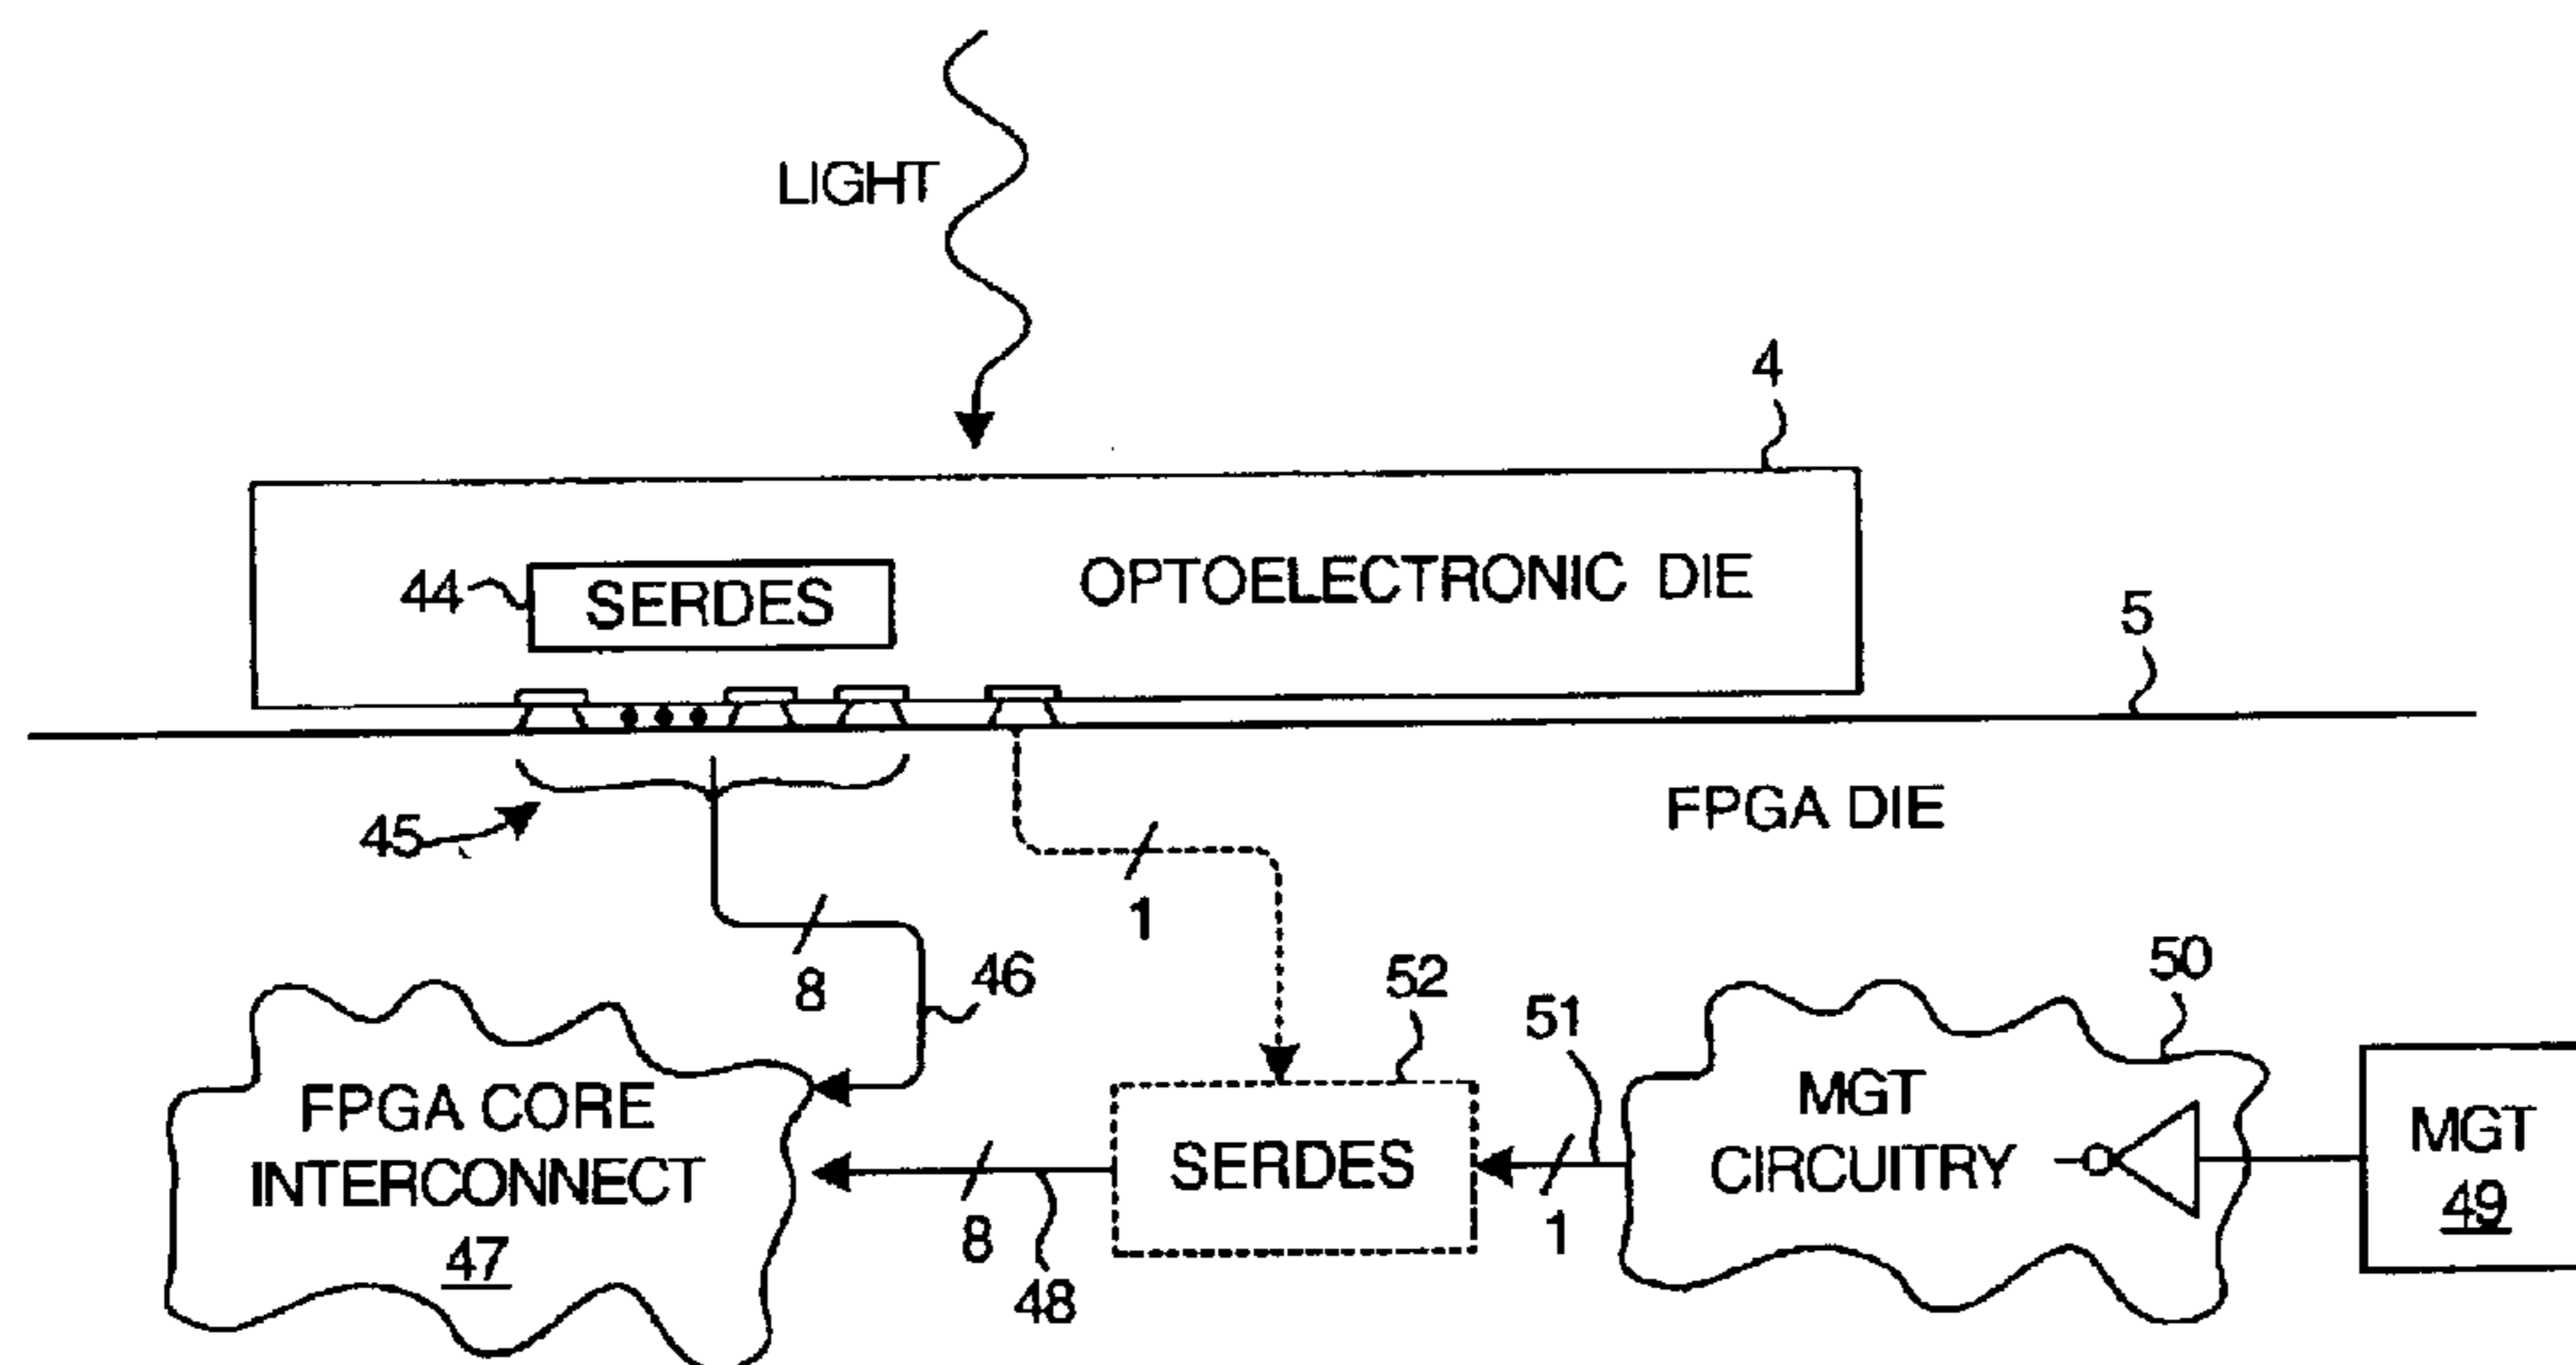 LIGHT
4
44
SERDES
OPTOELECTRONIC DIE
5
45
FPGA DIE
1
8
46
52
51
50
FPGA CORE
INTERCONNECT
47
8
48
SERDES
1
MGT
CIRCUITRY
MGT
49